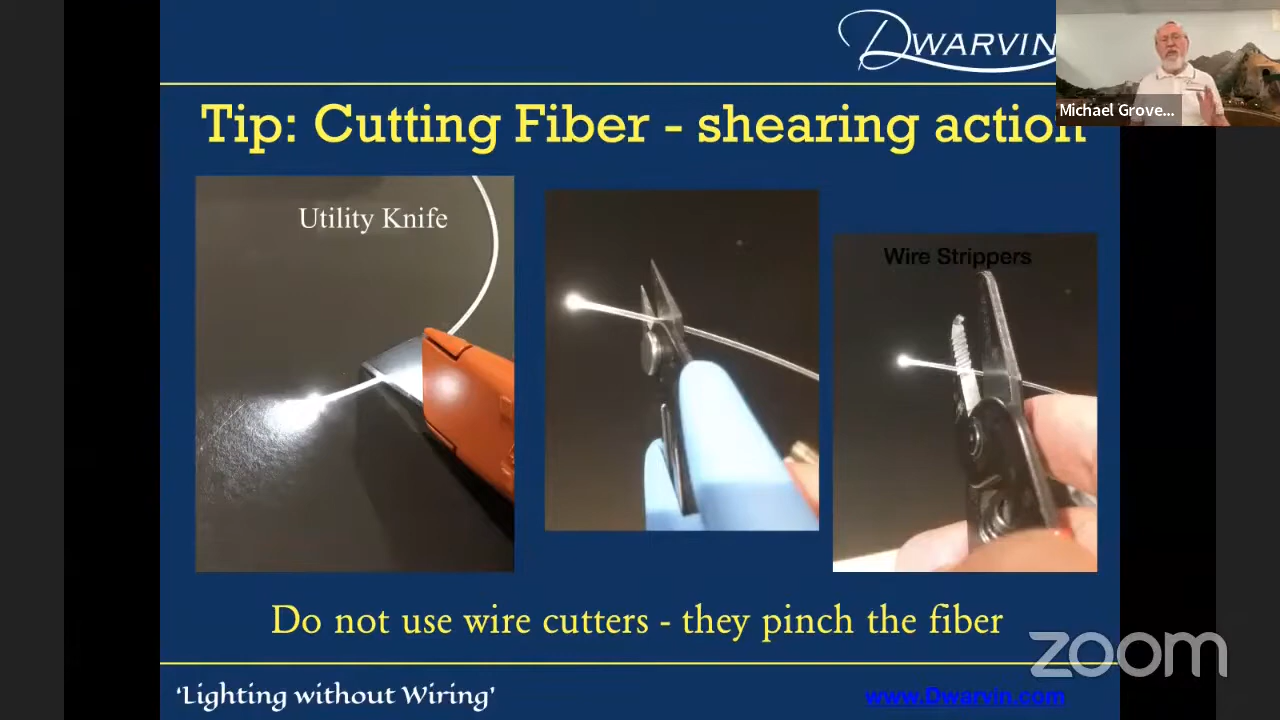 DWARVIN
Michael Grove...
Tip: Cutting Fiber - shearing action
Utility Knife
Wire Strippers
Do not use wire cutters - they pinch the fiber
zoom
'Lighting without Wiring'
www.Dwarvin.com